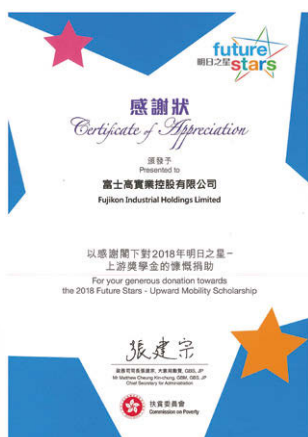 future
明日之星 stars
感謝狀
Certificate of Appreciation
頒發予
Presented to
富士高實業控股有限公司
Fujikon Industrial Holdings Limited
以感謝閣下對2018年明日之星–
上游獎學金的慷慨捐助
For your generous donation towards
the 2018 Future Stars - Upward Mobility Scholarship
張建宗
政務司司長張建宗, 大紫荊勳賢, GBS, JP
Mr Matthew Cheung Kin-chung, GBM, GBS, JP
Chief Secretary for Administration
扶貧委員會
Commission on Poverty